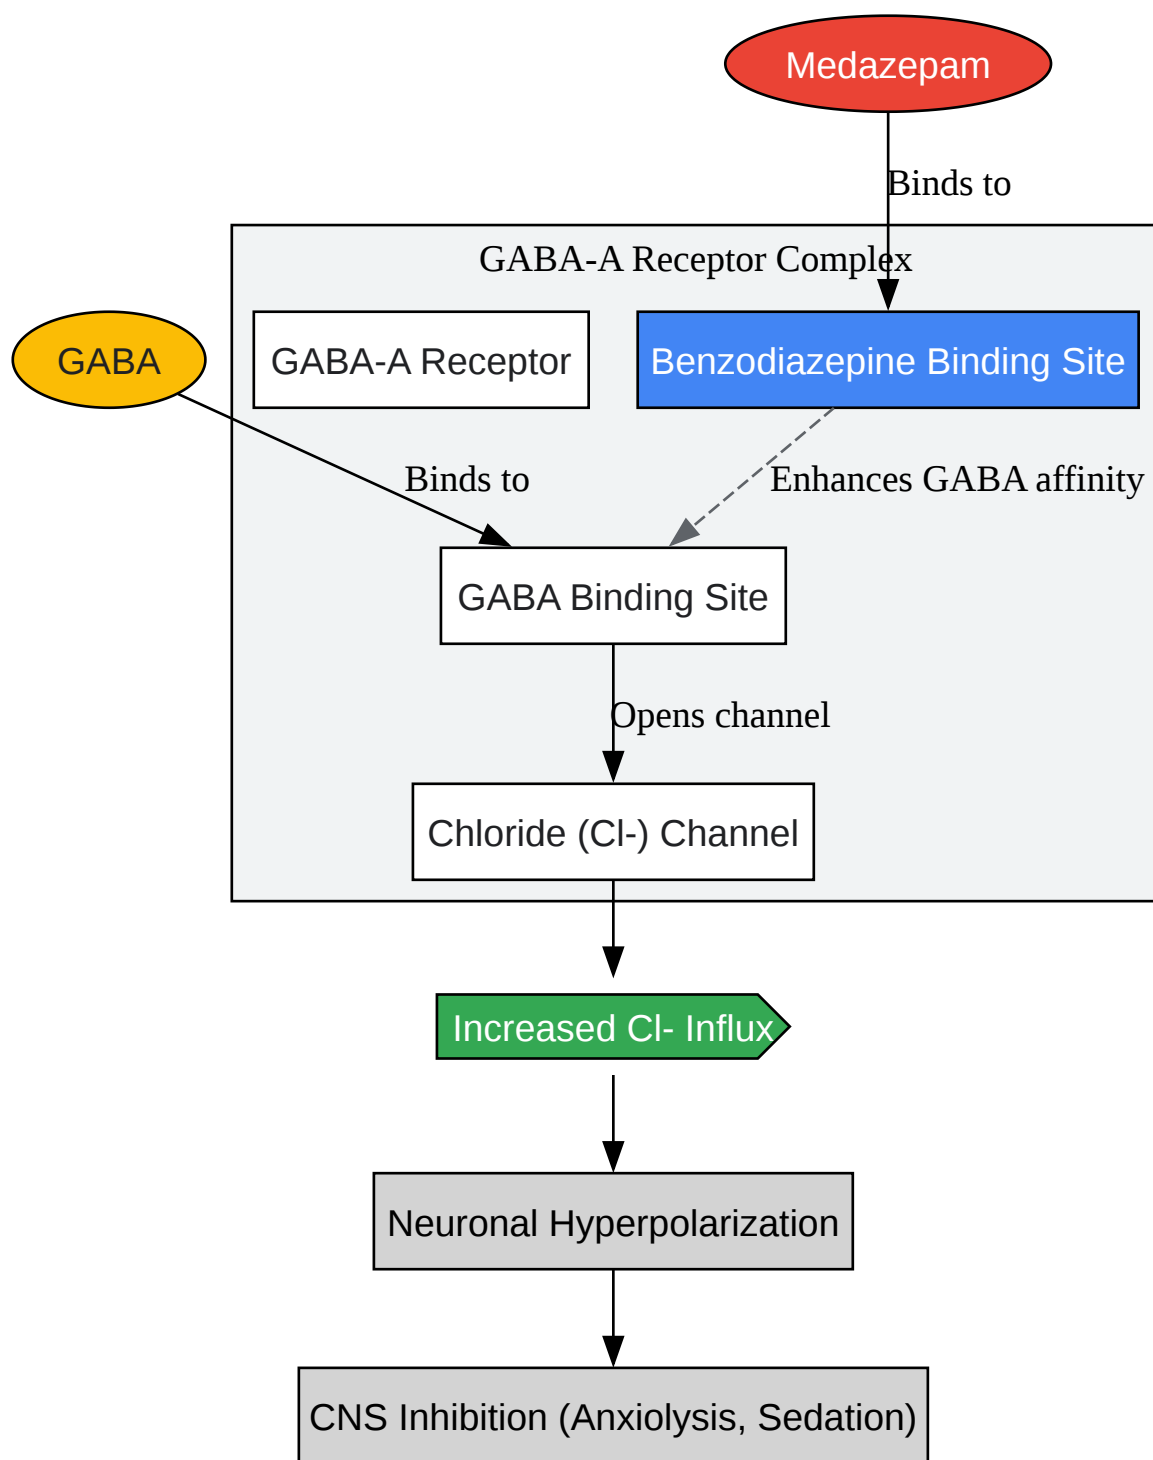 Medazepam
Binds to
GABA-A Receptor Complex
GABA
GABA-A Receptor
Benzodiazepine Binding Site
Binds to
Enhances GABA affinity
GABA Binding Site
Opens channel
Chloride (Cl-) Channel
Increased Cl- Influx
Neuronal Hyperpolarization
CNS Inhibition (Anxiolysis, Sedation)